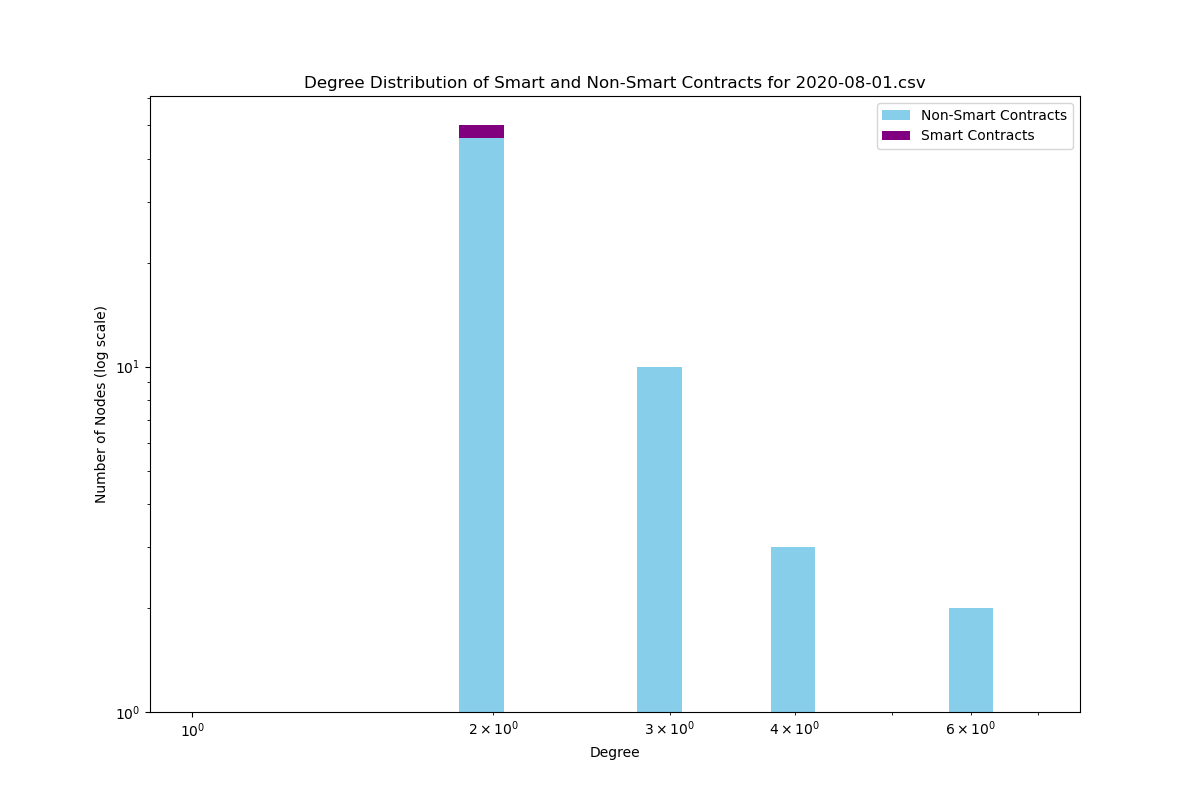 Degree Distribution of Smart and Non-Smart Contracts for 2020-08-01.csv
Non-Smart Contracts
Smart Contracts
Number of Nodes (log scale)
10¹
10⁰
10⁰ 2 × 10⁰ 3 × 10⁰ 4 × 10⁰ 6 × 10⁰
Degree